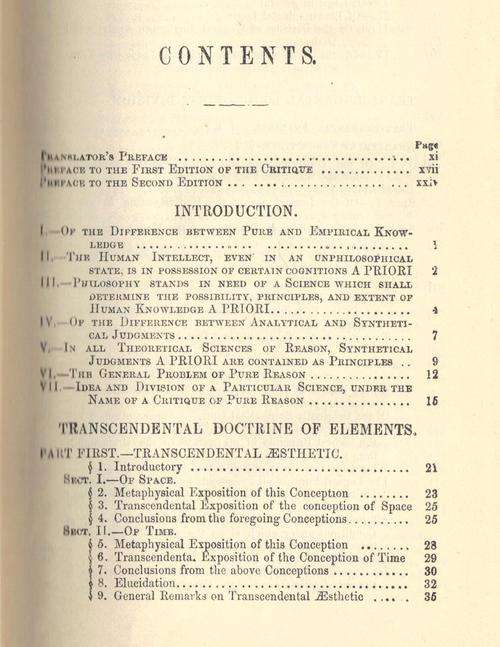 CONTENTS.
Page
TRANSLATOR'S PREFACE ........ xi
PREFACE TO THE FIRST EDITION OF THE CRITIQUE ........ xvii
PREFACE TO THE SECOND EDITION ........ xxiv
INTRODUCTION.
I.—OF THE DIFFERENCE BETWEEN PURE AND EMPIRICAL KNOW-
LEDGE ........ 1
II.—THE HUMAN INTELLECT, EVEN IN AN UNPHILOSOPHICAL
STATE, IS IN POSSESSION OF CERTAIN COGNITIONS A PRIORI 2
III.—PHILOSOPHY STANDS IN NEED OF A SCIENCE WHICH SHALL
DETERMINE THE POSSIBILITY, PRINCIPLES, AND EXTENT OF
HUMAN KNOWLEDGE A PRIORI ........ 4
IV.—OF THE DIFFERENCE BETWEEN ANALYTICAL AND SYNTHETI-
CAL JUDGMENTS ........ 7
V.—IN ALL THEORETICAL SCIENCES OF REASON, SYNTHETICAL
JUDGMENTS A PRIORI ARE CONTAINED AS PRINCIPLES .. 9
VI.—THE GENERAL PROBLEM OF PURE REASON ........ 12
VII.—IDEA AND DIVISION OF A PARTICULAR SCIENCE, UNDER THE
NAME OF A CRITIQUE OF PURE REASON ........ 15
TRANSCENDENTAL DOCTRINE OF ELEMENTS.
PART FIRST.—TRANSCENDENTAL ÆSTHETIC.
§ 1. Introductory ........ 21
SECT. I.—OF SPACE.
§ 2. Metaphysical Exposition of this Conception ........ 23
§ 3. Transcendental Exposition of the conception of Space 25
§ 4. Conclusions from the foregoing Conceptions ........ 25
SECT. II.—OF TIME.
§ 5. Metaphysical Exposition of this Conception ........ 28
§ 6. Transcendenta. Exposition of the Conception of Time 29
§ 7. Conclusions from the above Conceptions ........ 30
§ 8. Elucidation ........ 32
§ 9. General Remarks on Transcendental Æsthetic .... 35